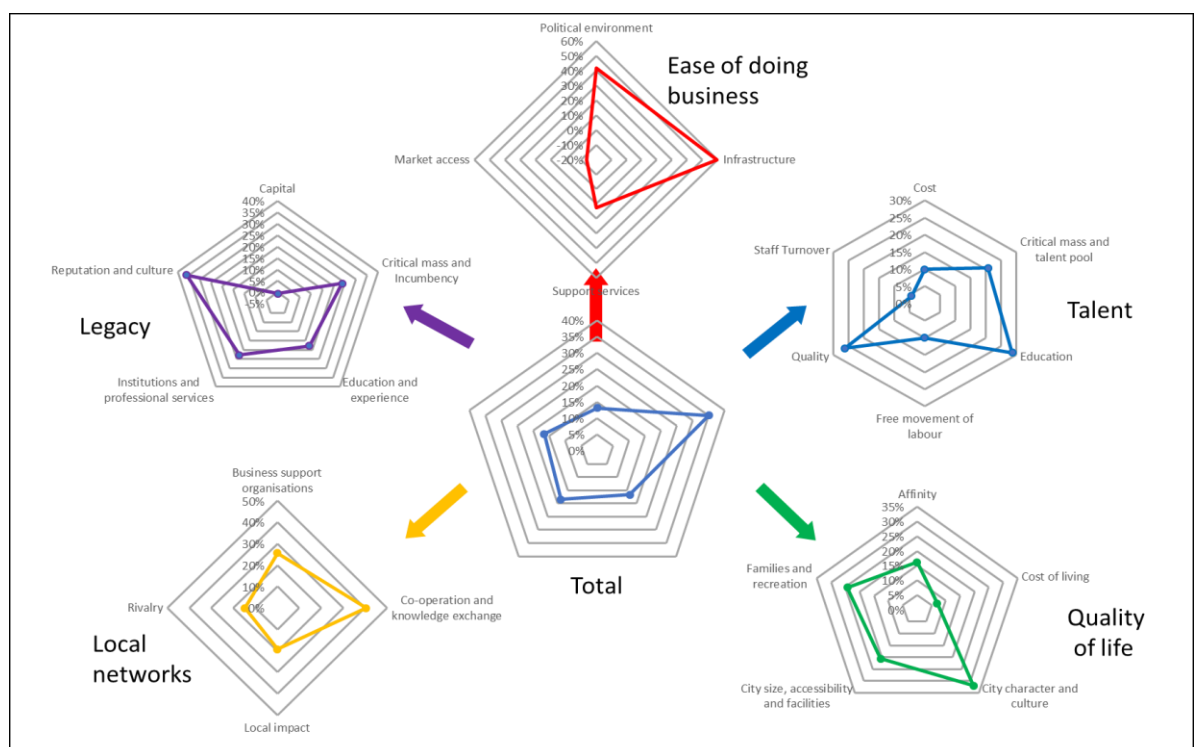 Political environment
60%
50%
40%
30%
20%
10%
0%
-10%
-20%
Ease of doing
business
Market access
Infrastructure
Support services
Capital
40%
35%
30%
25%
20%
15%
10%
5%
0%
-5%
Reputation and culture
Critical mass and
Incumbency
Legacy
Institutions and
professional services
Education and
experience
Cost
30%
25%
20%
15%
10%
5%
0%
Staff Turnover
Critical mass and
talent pool
Talent
Quality
Education
Free movement of
labour
40%
35%
30%
25%
20%
15%
10%
5%
0%
Total
Business support
organisations
50%
40%
30%
20%
10%
0%
Rivalry
Co-operation and
knowledge exchange
Local
networks
Local impact
Affinity
35%
30%
25%
20%
15%
10%
5%
0%
Families and
recreation
Cost of living
Quality
of life
City size, accessibility
and facilities
City character and
culture